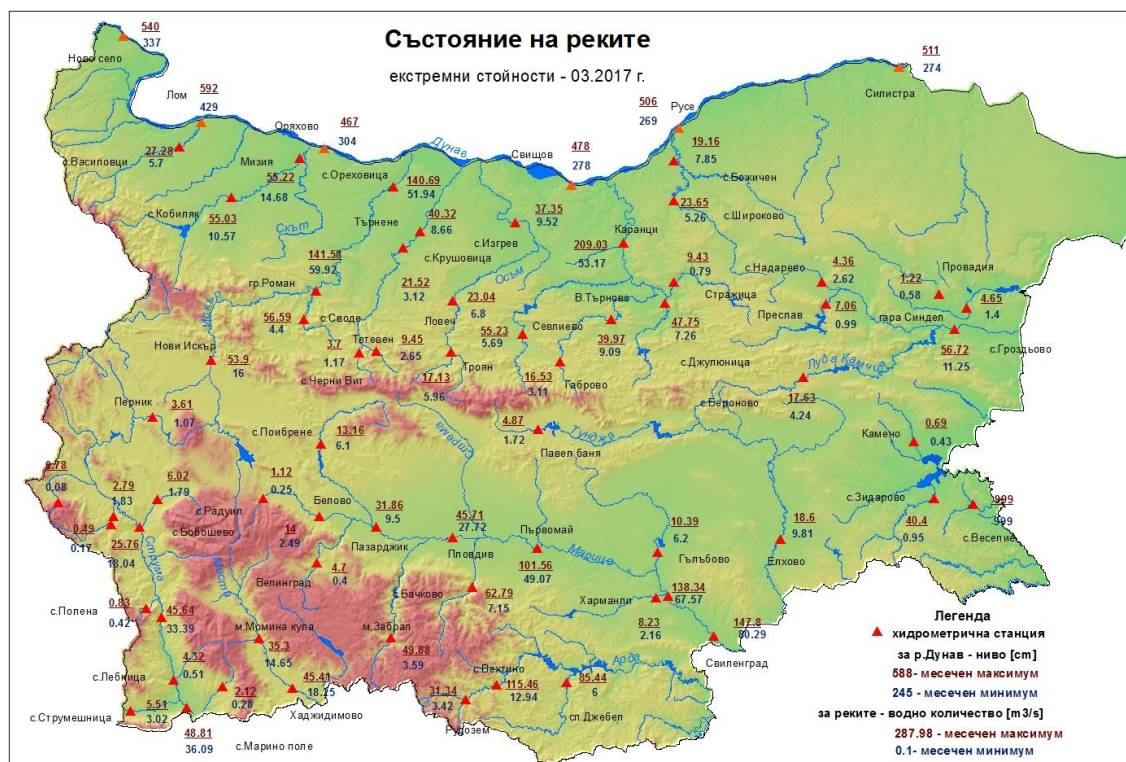 Състояние на реките
екстремни стойности - 03.2017 г.
540
337
Ново село
Лом
592
429
Оряхово
467
304
Дунав
Свищов
478
278
506
269
Русе
511
274
Силистра
27.28
5.7
с.Василовци
Мизия
55.22
14.68
с.Ореховица
140.69
51.94
19.16
7.85
с.Божичен
с.Кобиляк
55.03
10.57
Скът
Търнене
40.32
8.66
с.Крушовица
37.35
9.52
с.Изгрев
23.65
5.26
с.Широково
Каранци
209.03
53.17
141.58
59.92
гр.Роман
Искър
21.52
3.12
Осъм
23.04
6.8
Ловеч
9.43
0.79
Стражица
с.Надарево
4.36
2.62
1.22
0.58
Провадия
4.65
1.4
56.59
4.4
с.Своде
В.Търново
55.23
5.69
Севлиево
39.97
9.09
47.75
7.26
с.Джулюница
Преслав
7.06
0.99
гара Синдел
56.72
11.25
с.Гроздьово
Нови Искър
53.9
16
3.7
1.17
с.Черни Вит
Тетевен
9.45
2.65
17.13
5.96
Троян
16.53
3.11
Габрово
Луда Камчия
с.Бероново
17.63
4.24
Перник
3.61
1.07
с.Поибрене
13.16
6.1
Стряма
4.87
1.72
Павел баня
Тунджа
0.69
0.43
Камено
0.08
2.79
1.83
6.02
1.79
1.12
0.25
с.Радуил
Белово
31.86
9.5
45.71
27.72
Първомай
10.39
6.2
18.6
9.81
с.Зидарово
40.4
0.95
999
999
с.Веселие
0.49
0.17
25.76
18.04
с.Бобошево
Струма
Места
14
2.49
Пазарджик
Пловдив
Марица
101.56
49.07
Гълъбово
Елхово
4.7
0.4
Велинград
с.Бачково
62.79
7.15
Харманли
138.34
67.57
с.Полена
0.83
0.42
45.64
33.39
м.Момина кула
35.3
14.65
м.Забрал
49.88
3.59
8.23
2.16
147.8
80.29
Свиленград
с.Лебница
4.32
0.51
2.12
0.28
45.41
18.25
Хаджидимово
31.34
3.42
Рудозем
с.Вехтино
115.46
12.94
Арда
85.44
6
сп.Джебел
с.Струмешница
5.51
3.02
48.81
36.09
с.Марино поле
Легенда
хидрометрична станция
за р.Дунав - ниво [cm]
588- месечен максимум
245 - месечен минимум
за реките - водно количество [m3/s]
287.98 - месечен максимум
0.1- месечен минимум